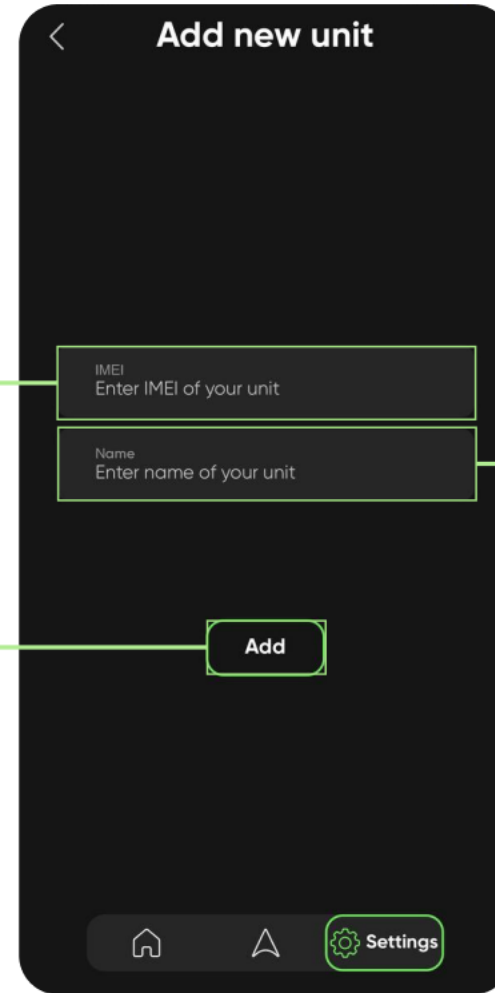 Add new unit
IMEI
Enter IMEI of your unit
Name
Enter name of your unit
Add
Settings